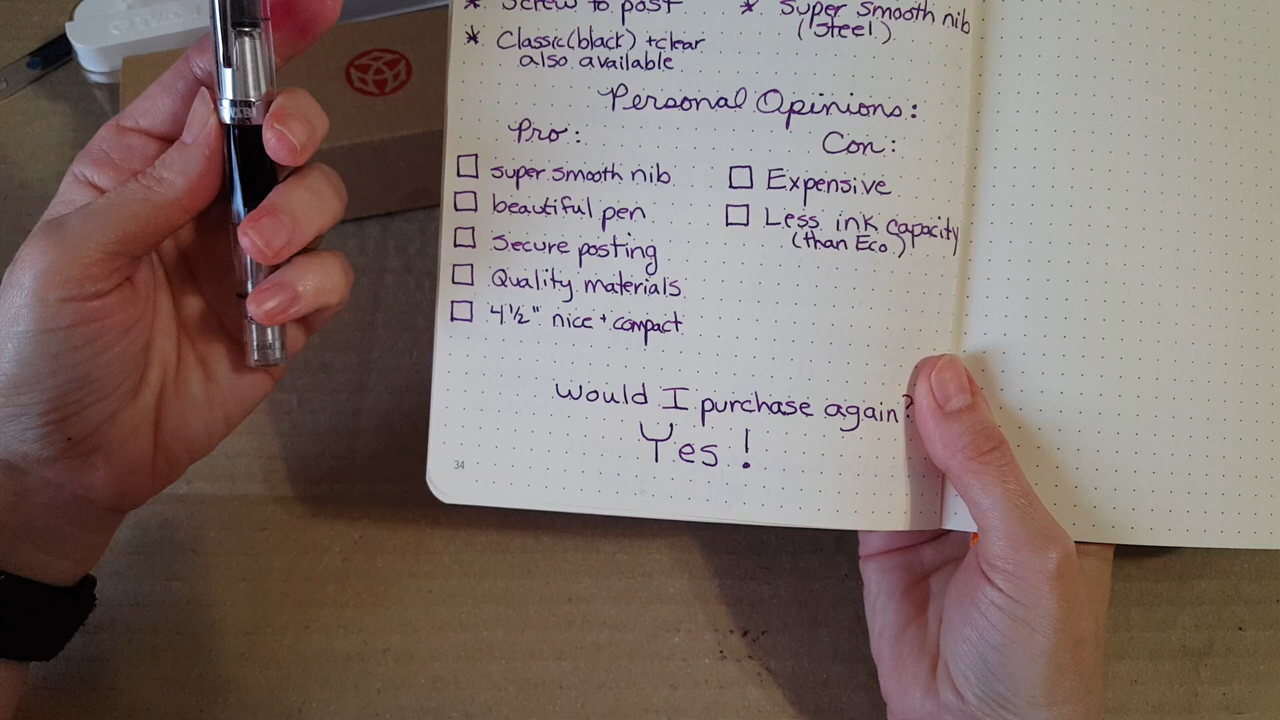 * Screw to post
* Super smooth nib
(Steel)
* Classic(black) + clear
also available
Personal Opinions:
Pro:
Con:
super smooth nib
Expensive
beautiful pen
Less ink capacity
(than Eco)
Secure posting
Quality materials
4 1/2" nice + compact
Would I purchase again?
Yes!
34